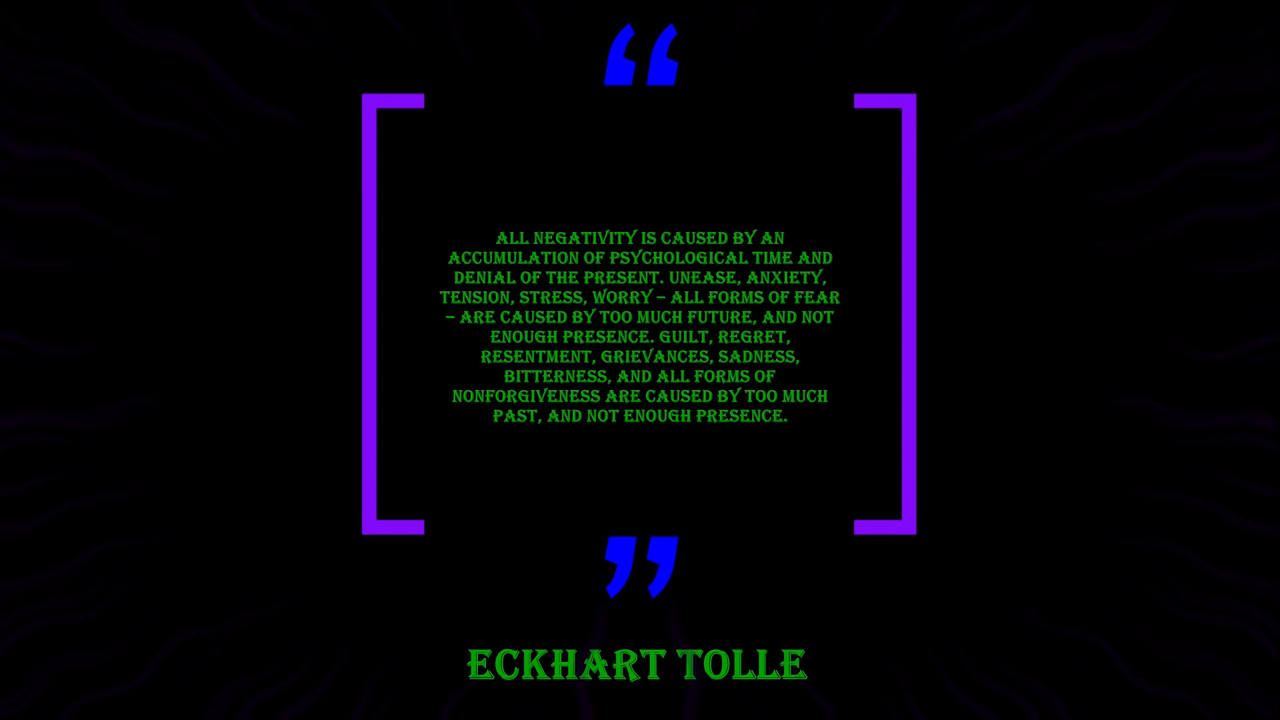 “
ALL NEGATIVITY IS CAUSED BY AN
ACCUMULATION OF PSYCHOLOGICAL TIME AND
DENIAL OF THE PRESENT. UNEASE, ANXIETY,
TENSION, STRESS, WORRY – ALL FORMS OF FEAR
– ARE CAUSED BY TOO MUCH FUTURE, AND NOT
ENOUGH PRESENCE. GUILT, REGRET,
RESENTMENT, GRIEVANCES, SADNESS,
BITTERNESS, AND ALL FORMS OF
NONFORGIVENESS ARE CAUSED BY TOO MUCH
PAST, AND NOT ENOUGH PRESENCE.
”
ECKHART TOLLE